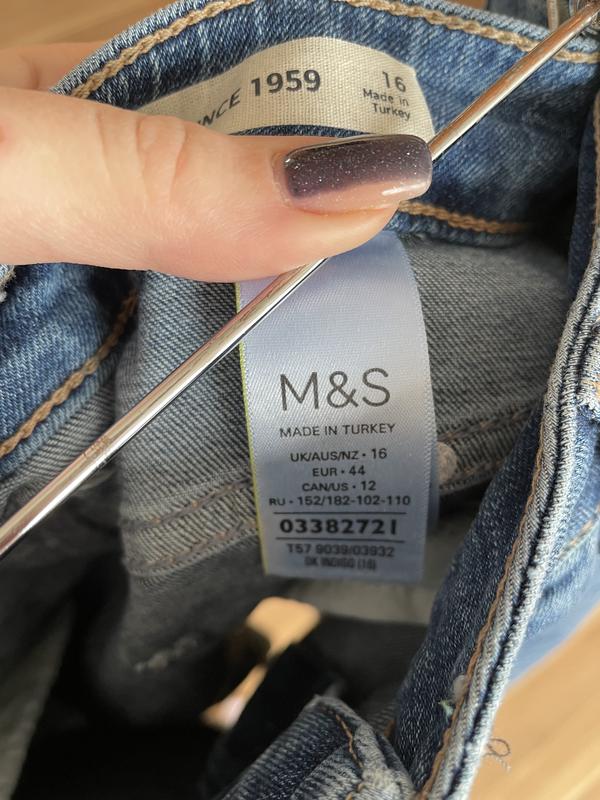 NCE 1959
16
Made in
Turkey
M&S
MADE IN TURKEY
UK/AUS/NZ • 16
EUR • 44
CAN/US • 12
RU • 152/182-102-110
03382721
T57 9039/03932
DK INDIGO (16)